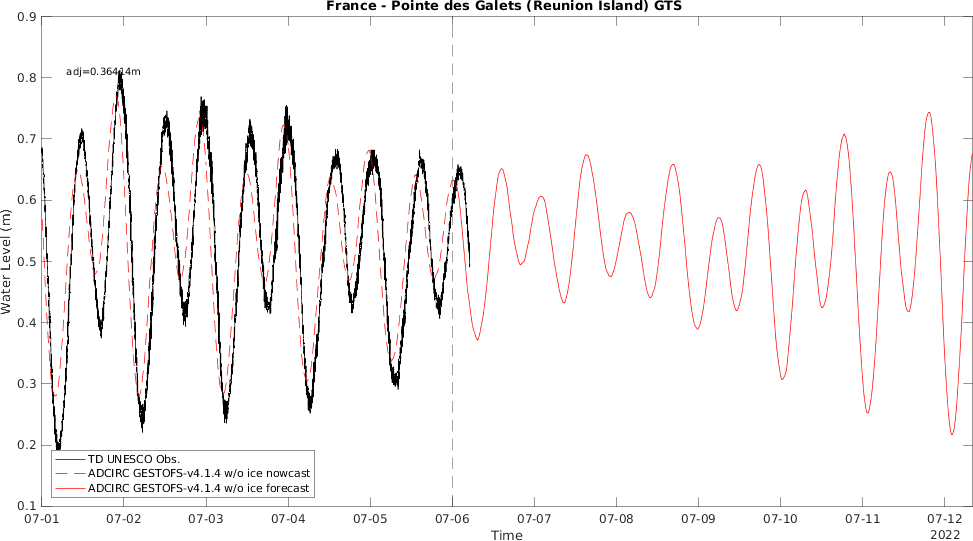 France - Pointe des Galets (Reunion Island) GTS
0.9
0.8
0.7
0.6
0.5
0.4
0.3
0.2
0.1
Water Level (m)
adj=0.36414m
TD UNESCO Obs.
ADCIRC GESTOFS-v4.1.4 w/o ice nowcast
ADCIRC GESTOFS-v4.1.4 w/o ice forecast
07-01 07-02 07-03 07-04 07-05 07-06 07-07 07-08 07-09 07-10 07-11 07-12
2022
Time